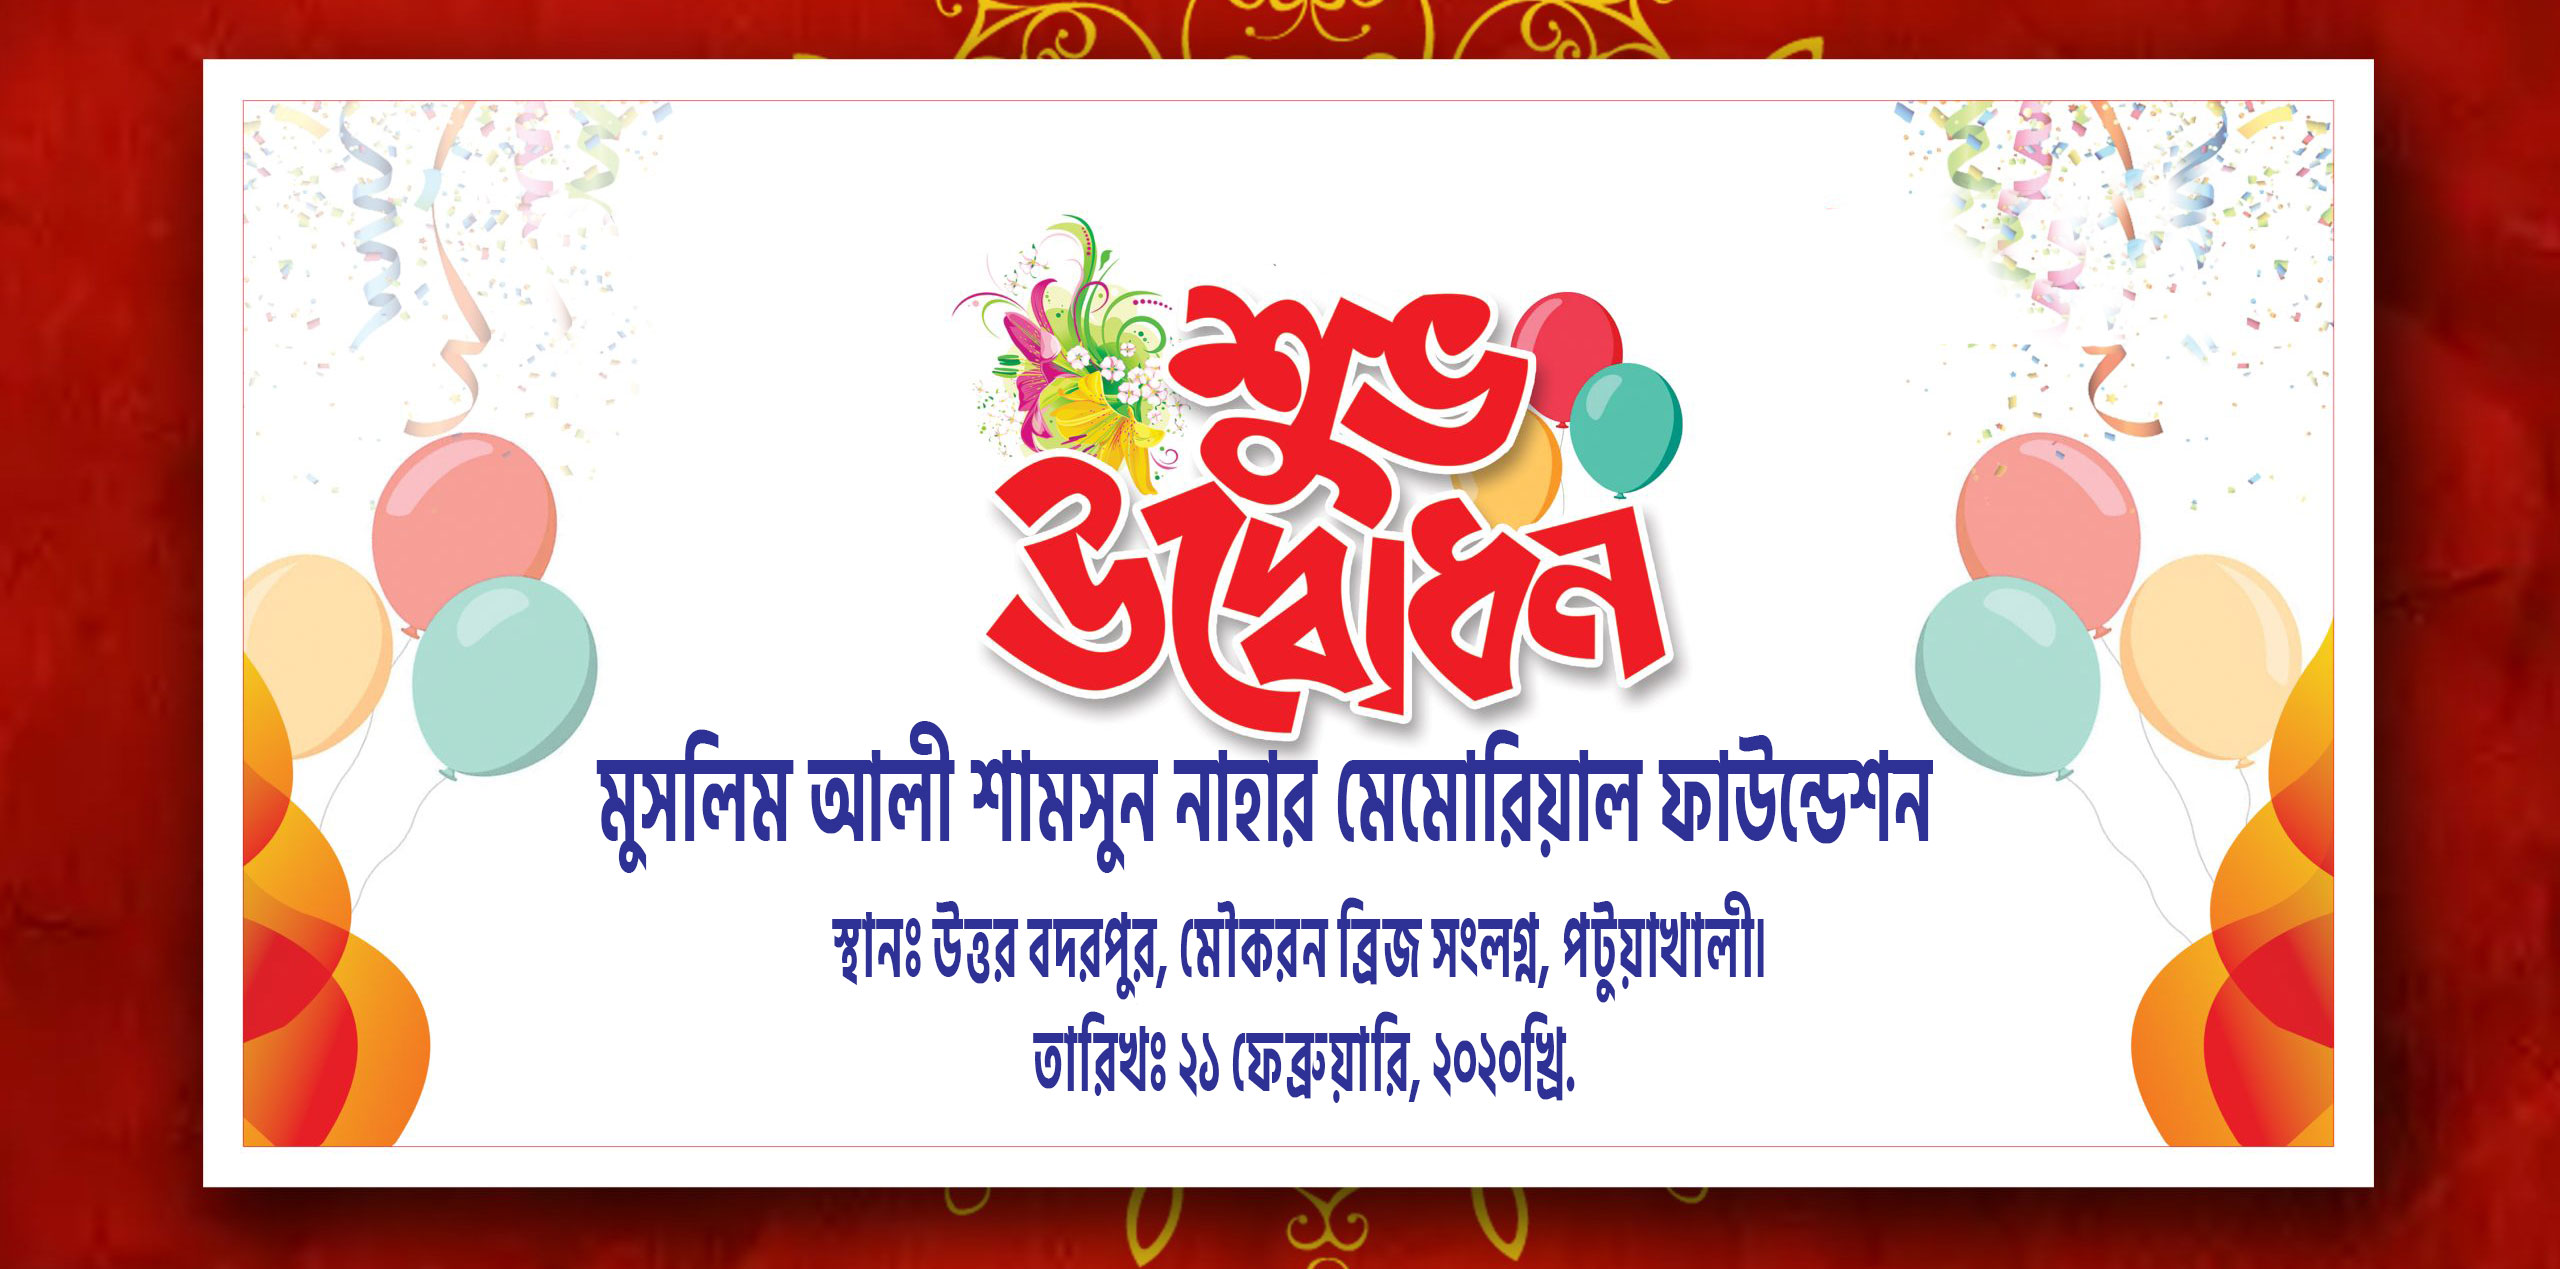 শুভ
উদ্বোধন
মুসলিম আলী শামসুন নাহার মেমোরিয়াল ফাউন্ডেশন
স্থানঃ উত্তর বদরপুর, মৌকরন ব্রিজ সংলগ্ন, পটুয়াখালী।
তারিখঃ ২১ ফেব্রুয়ারি, ২০২০খ্রি.